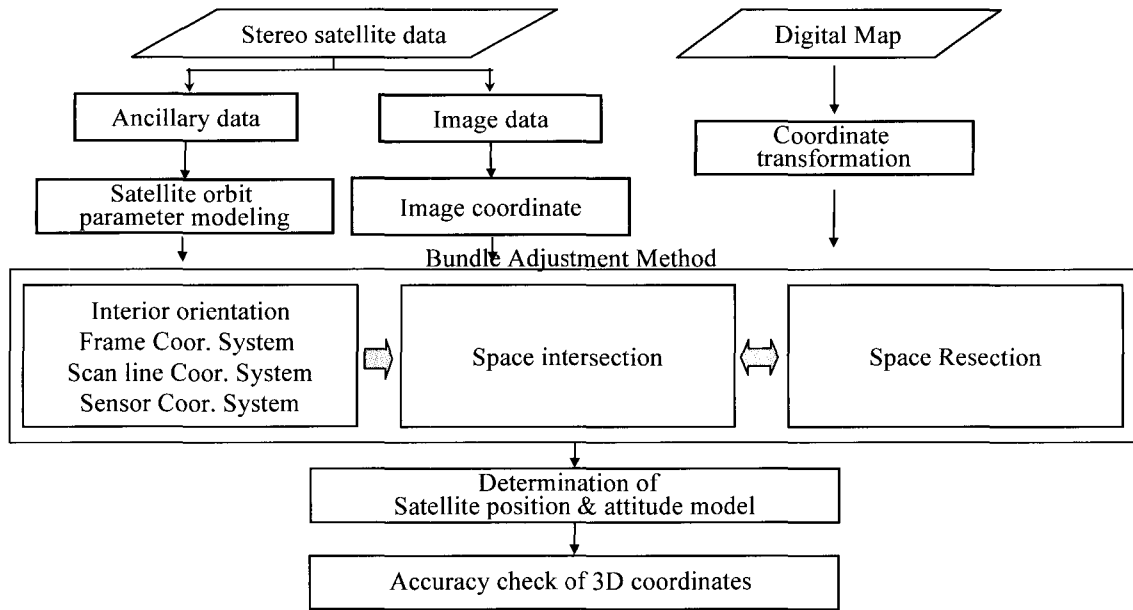 Stereo satellite data
Digital Map
Ancillary data
Image data
Coordinate
transformation
Satellite orbit
parameter modeling
Image coordinate
Bundle Adjustment Method
Interior orientation
Frame Coor. System
Scan line Coor. System
Sensor Coor. System
Space intersection
Space Resection
Determination of
Satellite position & attitude model
Accuracy check of 3D coordinates